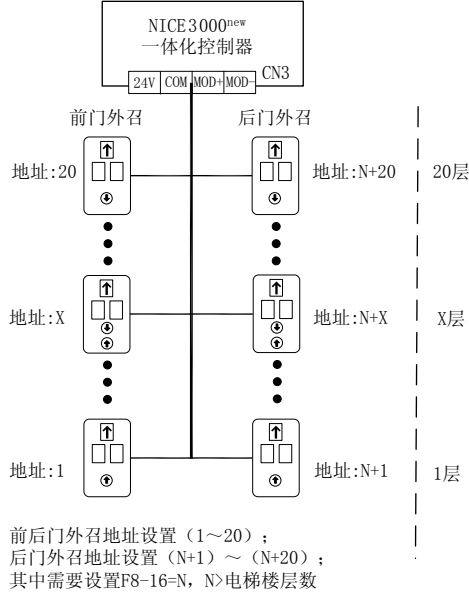 NICE3000new
一体化控制器
24V COM MOD+ MOD- CN3
前门外召 后门外召
地址:20 地址:N+20 20层
地址:X 地址:N+X X层
地址:1 地址:N+1 1层
前后门外召地址设置（1～20）;
后门外召地址设置（N+1）～（N+20）;
其中需要设置F8-16=N, N>电梯楼层数